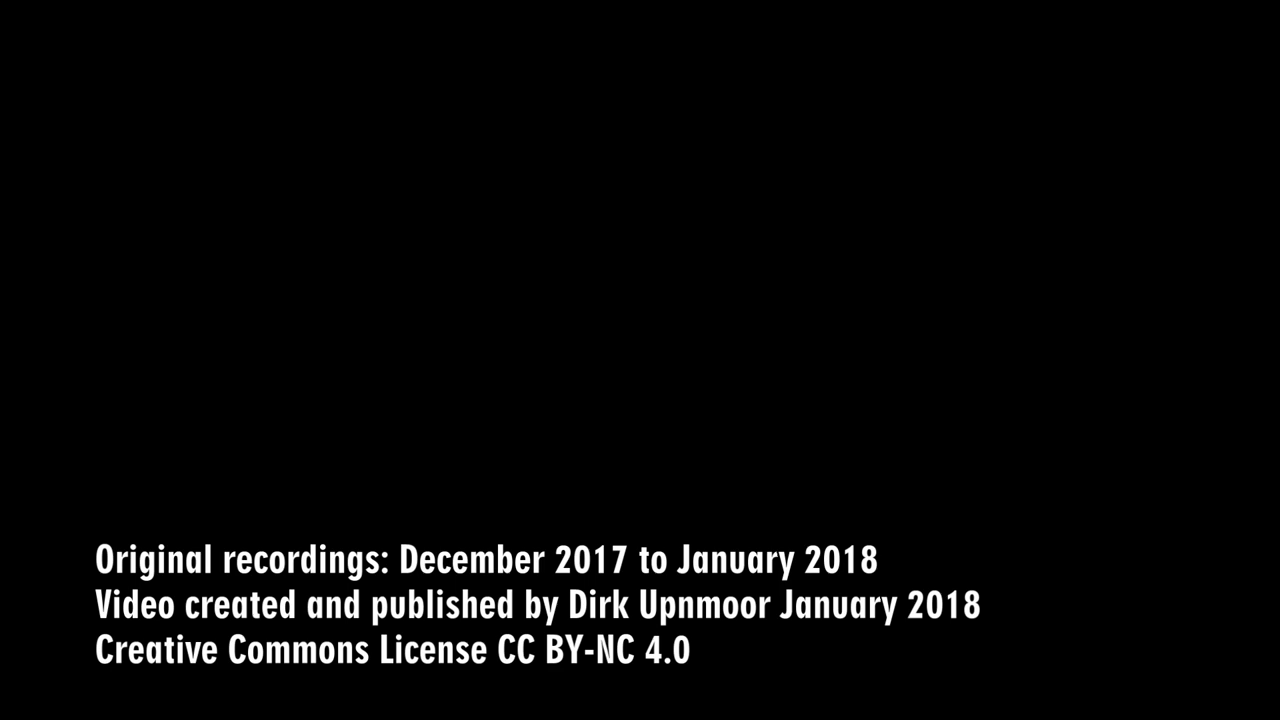 Original recordings: December 2017 to January 2018
Video created and published by Dirk Upnmoor January 2018
Creative Commons License CC BY-NC 4.0